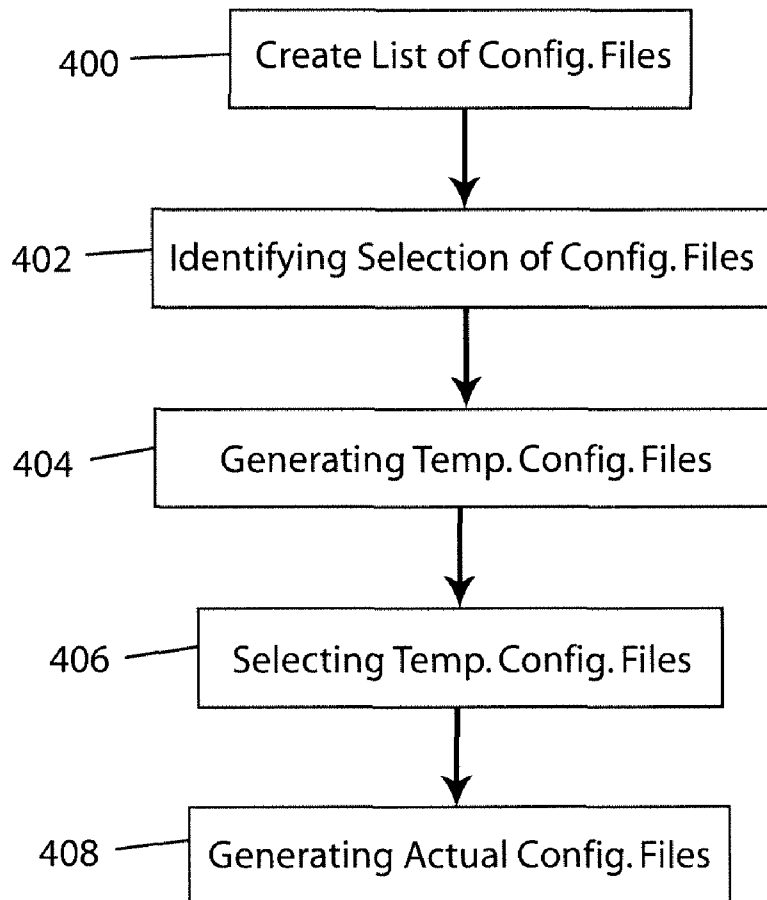 400 Create List of Config. Files
402 Identifying Selection of Config. Files
404 Generating Temp. Config. Files
406 Selecting Temp. Config. Files
408 Generating Actual Config. Files